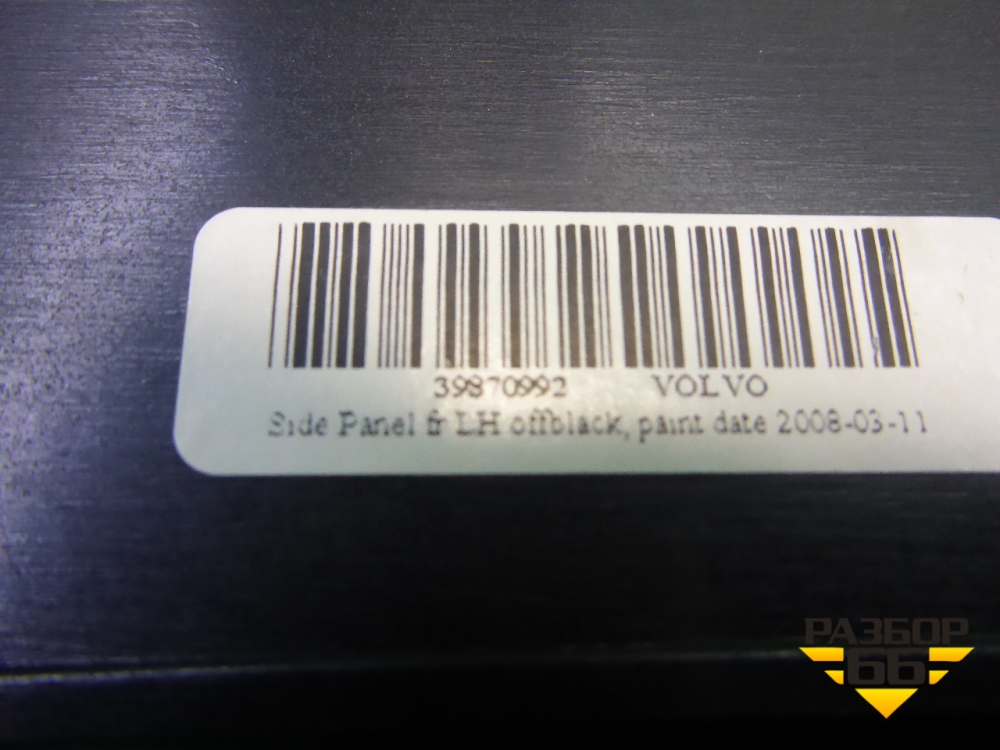 39870992 VOLVO
Side Panel fr LH offblack, paint date 2008-03-11
РАЗБОР
66